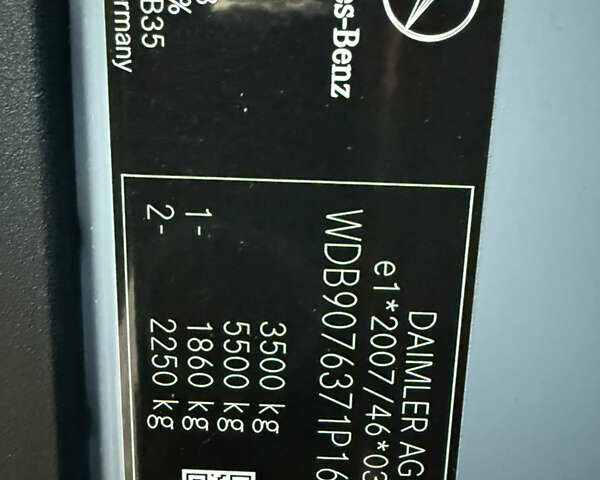 es-Benz
%
B35
rmany
DAIMLER AG
e1*2007/46*03
WDB9076371P16
3500 kg
5500 kg
1- 1860 kg
2- 2250 kg